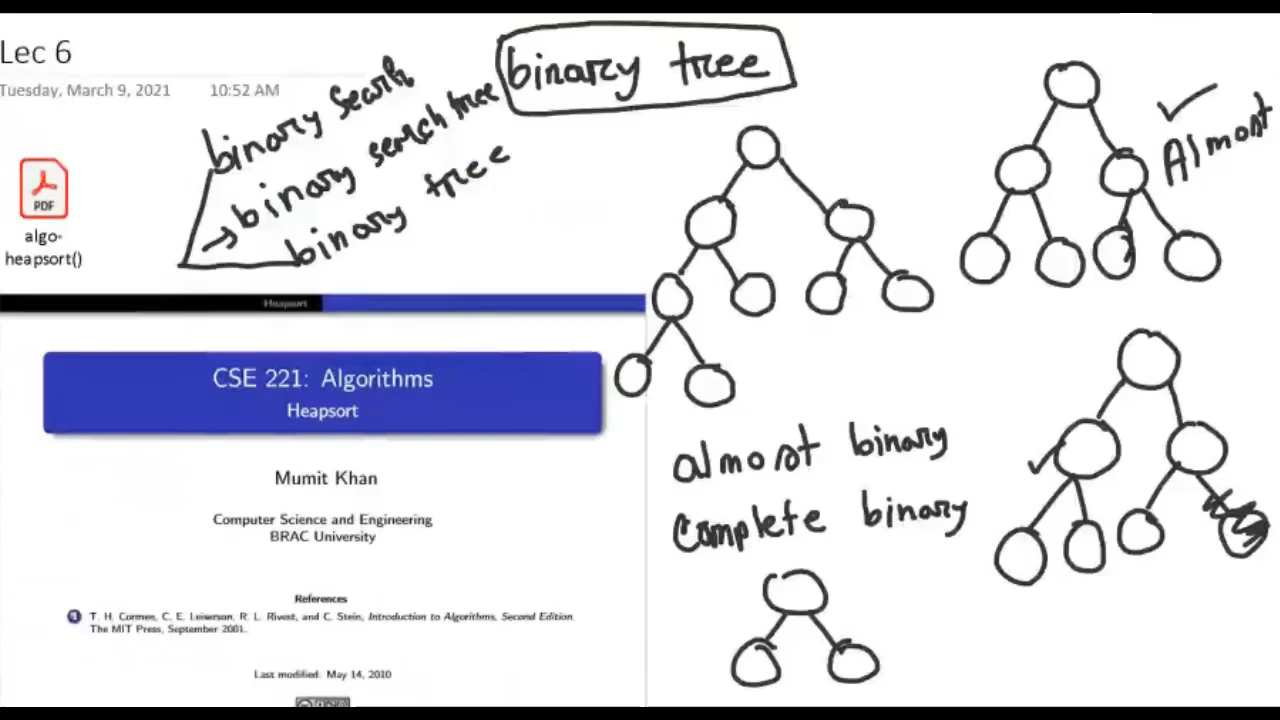 Lec 6
Tuesday, March 9, 2021 10:52 AM
PDF
algo-
heapsort()
binary search
binary search tree
binary tree
binary tree
Almost
Heapsort
CSE 221: Algorithms
Heapsort
Mumit Khan
Computer Science and Engineering
BRAC University
References
1 T. H. Cormen, C. E. Leiserson, R. L. Rivest, and C. Stein, Introduction to Algorithms, Second Edition.
The MIT Press, September 2001.
Last modified: May 14, 2010
almost binary
complete binary